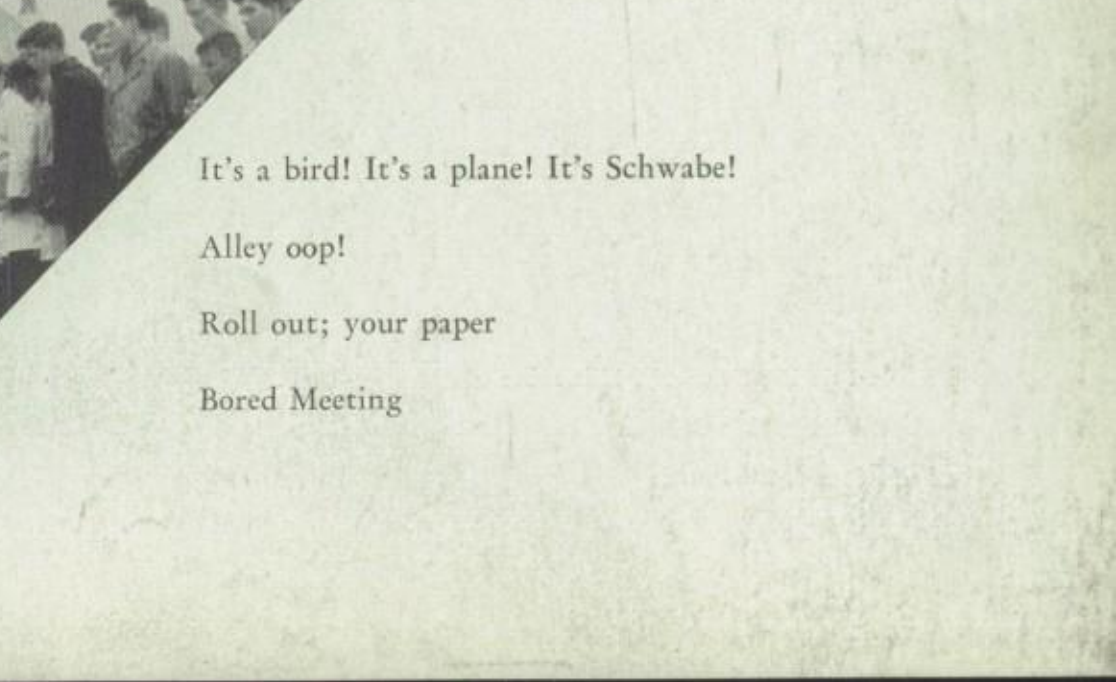 It's a bird! It's a plane! It's Schwabe!
Alley oop!
Roll out; your paper
Bored Meeting